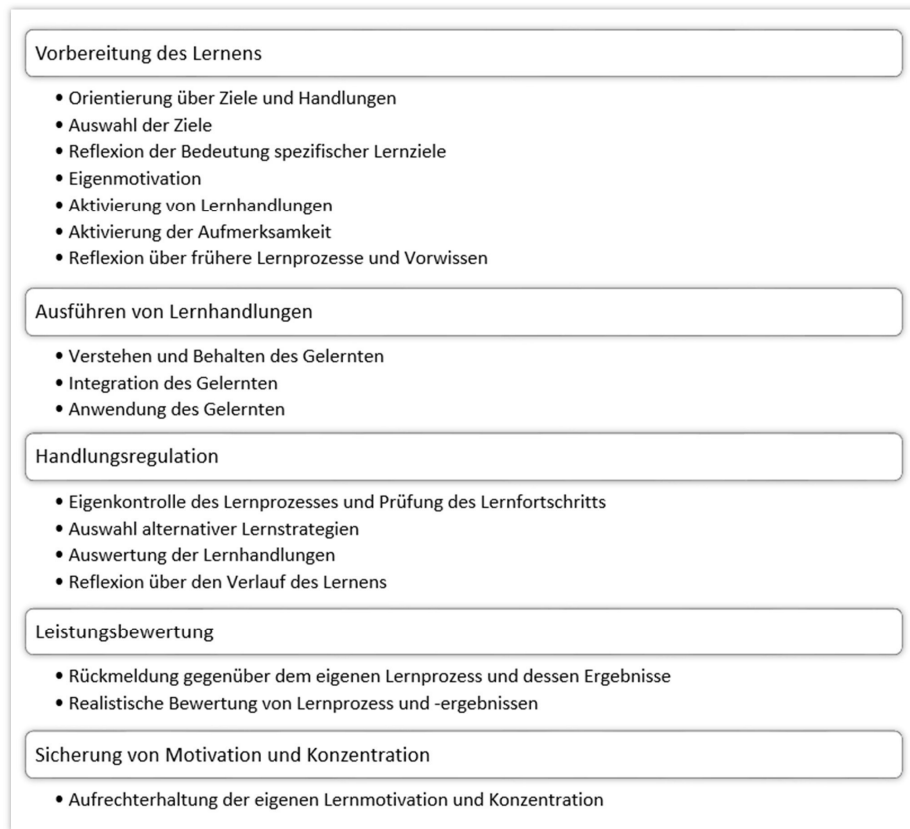 Vorbereitung des Lernens
• Orientierung über Ziele und Handlungen
• Auswahl der Ziele
• Reflexion der Bedeutung spezifischer Lernziele
• Eigenmotivation
• Aktivierung von Lernhandlungen
• Aktivierung der Aufmerksamkeit
• Reflexion über frühere Lernprozesse und Vorwissen
Ausführen von Lernhandlungen
• Verstehen und Behalten des Gelernten
• Integration des Gelernten
• Anwendung des Gelernten
Handlungsregulation
• Eigenkontrolle des Lernprozesses und Prüfung des Lernfortschritts
• Auswahl alternativer Lernstrategien
• Auswertung der Lernhandlungen
• Reflexion über den Verlauf des Lernens
Leistungsbewertung
• Rückmeldung gegenüber dem eigenen Lernprozess und dessen Ergebnisse
• Realistische Bewertung von Lernprozess und -ergebnissen
Sicherung von Motivation und Konzentration
• Aufrechterhaltung der eigenen Lernmotivation und Konzentration